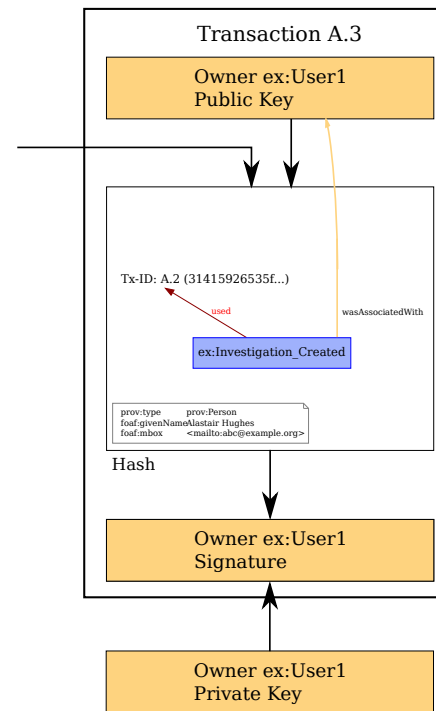 Transaction A.3
Owner ex:User1
Public Key
Tx-ID: A.2 (31415926535f...)
used
wasAssociatedWith
ex:Investigation_Created
prov:type prov:Person
foaf:givenName Alastair Hughes
foaf:mbox <mailto:abc@example.org>
Hash
Owner ex:User1
Signature
Owner ex:User1
Private Key